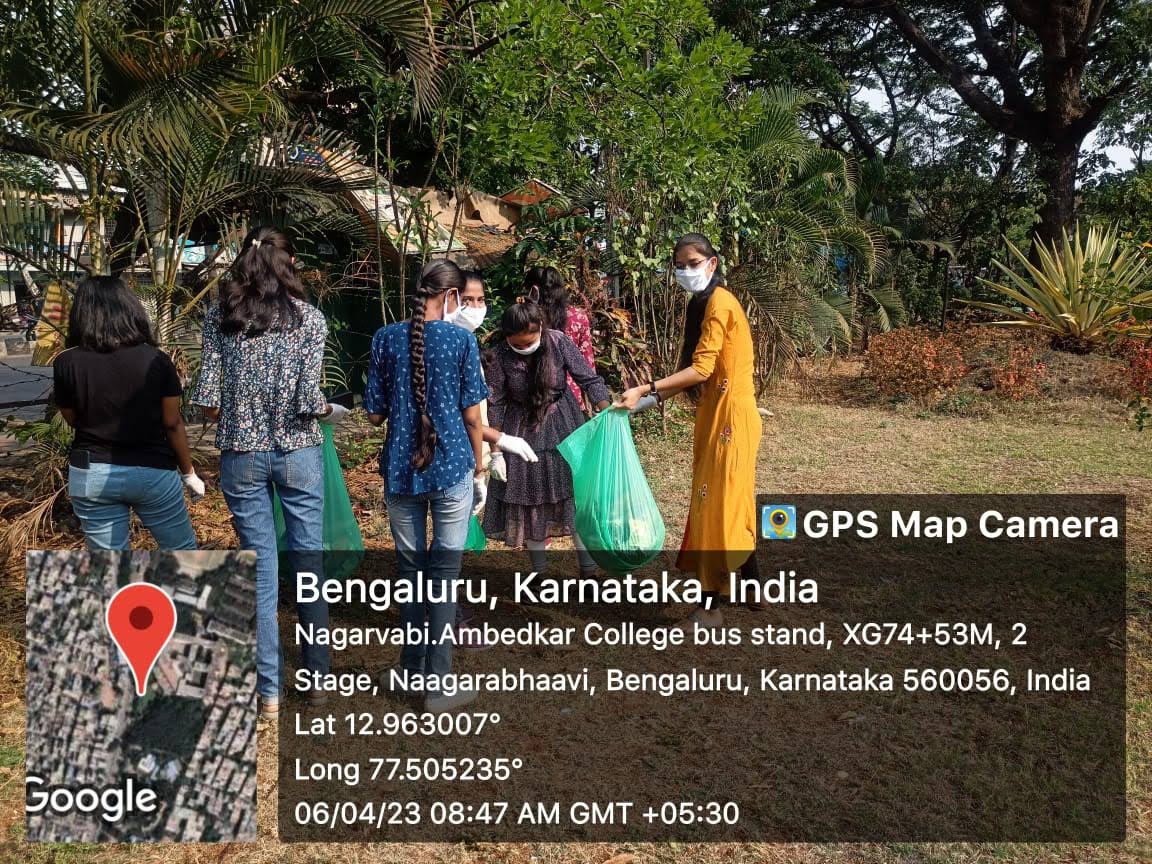 GPS Map Camera
Bengaluru, Karnataka, India
Nagarvabi.Ambedkar College bus stand, XG74+53M, 2
Stage, Naagarabhaavi, Bengaluru, Karnataka 560056, India
Lat 12.963007°
Long 77.505235°
06/04/23 08:47 AM GMT +05:30
Google